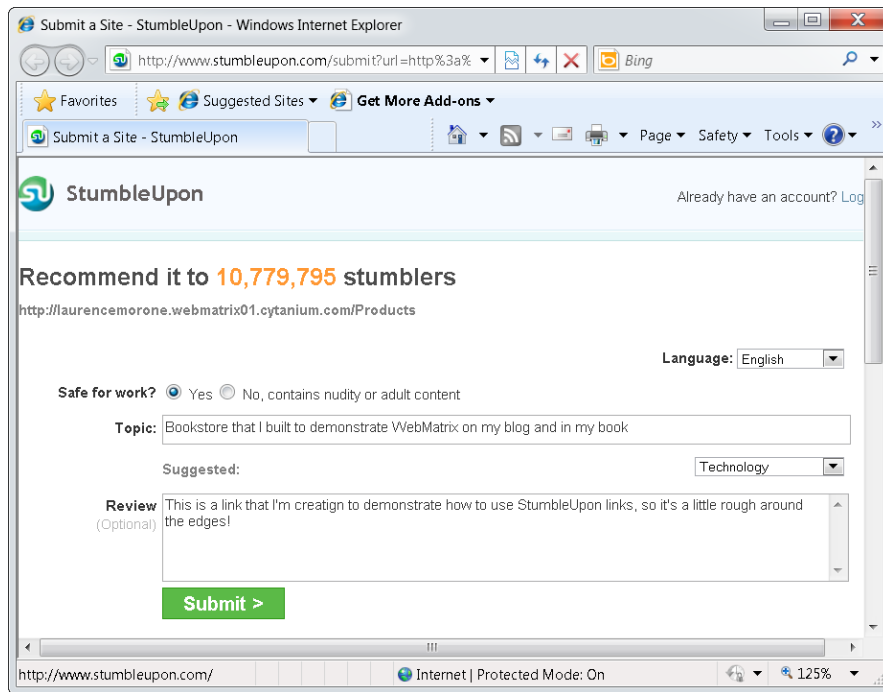 Submit a Site - StumbleUpon - Windows Internet Explorer
http://www.stumbleupon.com/submit?url=http%3a%
Bing
Favorites
Suggested Sites
Get More Add-ons
Submit a Site - StumbleUpon
Page
Safety
Tools
StumbleUpon
Already have an account? Log
Recommend it to 10,779,795 stumblers
http://laurencemorone.webmatrix01.cytanium.com/Products
Language: English
Safe for work? Yes No, contains nudity or adult content
Topic: Bookstore that I built to demonstrate WebMatrix on my blog and in my book
Suggested: Technology
Review This is a link that I'm creatign to demonstrate how to use StumbleUpon links, so it's a little rough around
(Optional) the edges!
Submit >
http://www.stumbleupon.com/
Internet | Protected Mode: On
125%